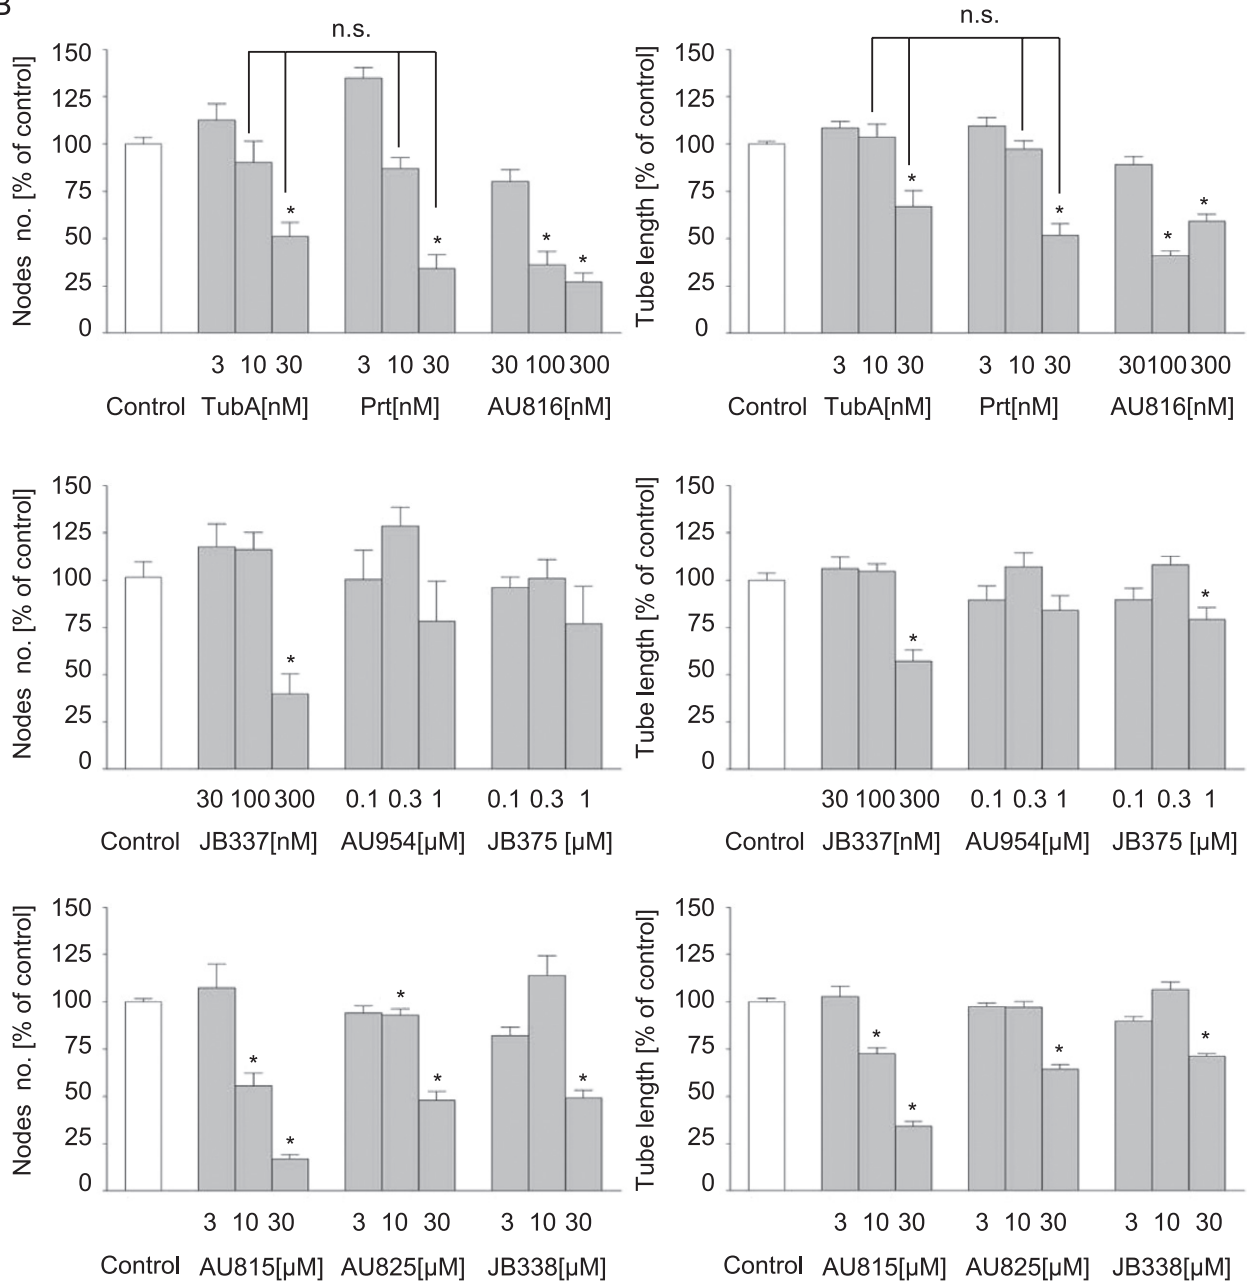 B
n.s.
Nodes no. [% of control]
150
125
100
75
50
25
0
* * * *
3 10 30 3 10 30 30 100 300
Control TubA[nM] Prt[nM] AU816[nM]
n.s.
Tube length [% of control]
150
125
100
75
50
25
0
* * * *
3 10 30 3 10 30 30 100 300
Control TubA[nM] Prt[nM] AU816[nM]
Nodes no. [% of control]
150
125
100
75
50
25
0
*
30 100 300 0.1 0.3 1 0.1 0.3 1
Control JB337[nM] AU954[µM] JB375 [µM]
Tube length [% of control]
150
125
100
75
50
25
0
* *
30 100 300 0.1 0.3 1 0.1 0.3 1
Control JB337[nM] AU954[µM] JB375 [µM]
Nodes no. [% of control]
150
125
100
75
50
25
0
* * * * *
3 10 30 3 10 30 3 10 30
Control AU815[µM] AU825[µM] JB338[µM]
Tube length [% of control]
150
125
100
75
50
25
0
* * * *
3 10 30 3 10 30 3 10 30
Control AU815[µM] AU825[µM] JB338[µM]